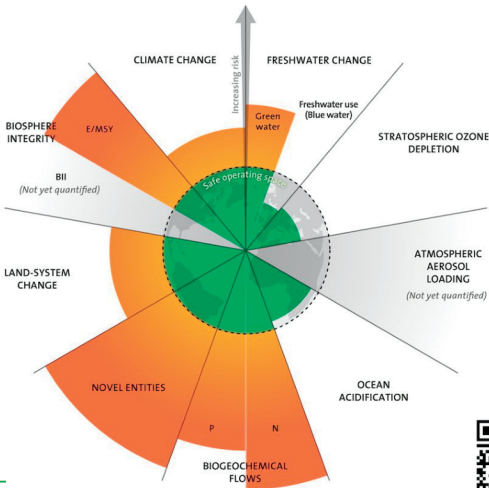 CLIMATE CHANGE
FRESHWATER CHANGE
Increasing risk
Freshwater use
(Blue water)
Green
water
BIOSPHERE
INTEGRITY
E/MSY
STRATOSPHERIC OZONE
DEPLETION
BII
(Not yet quantified)
Safe operating space
LAND-SYSTEM
CHANGE
ATMOSPHERIC
AEROSOL
LOADING
(Not yet quantified)
NOVEL ENTITIES
OCEAN
ACIDIFICATION
P
N
BIOGEOCHEMICAL
FLOWS